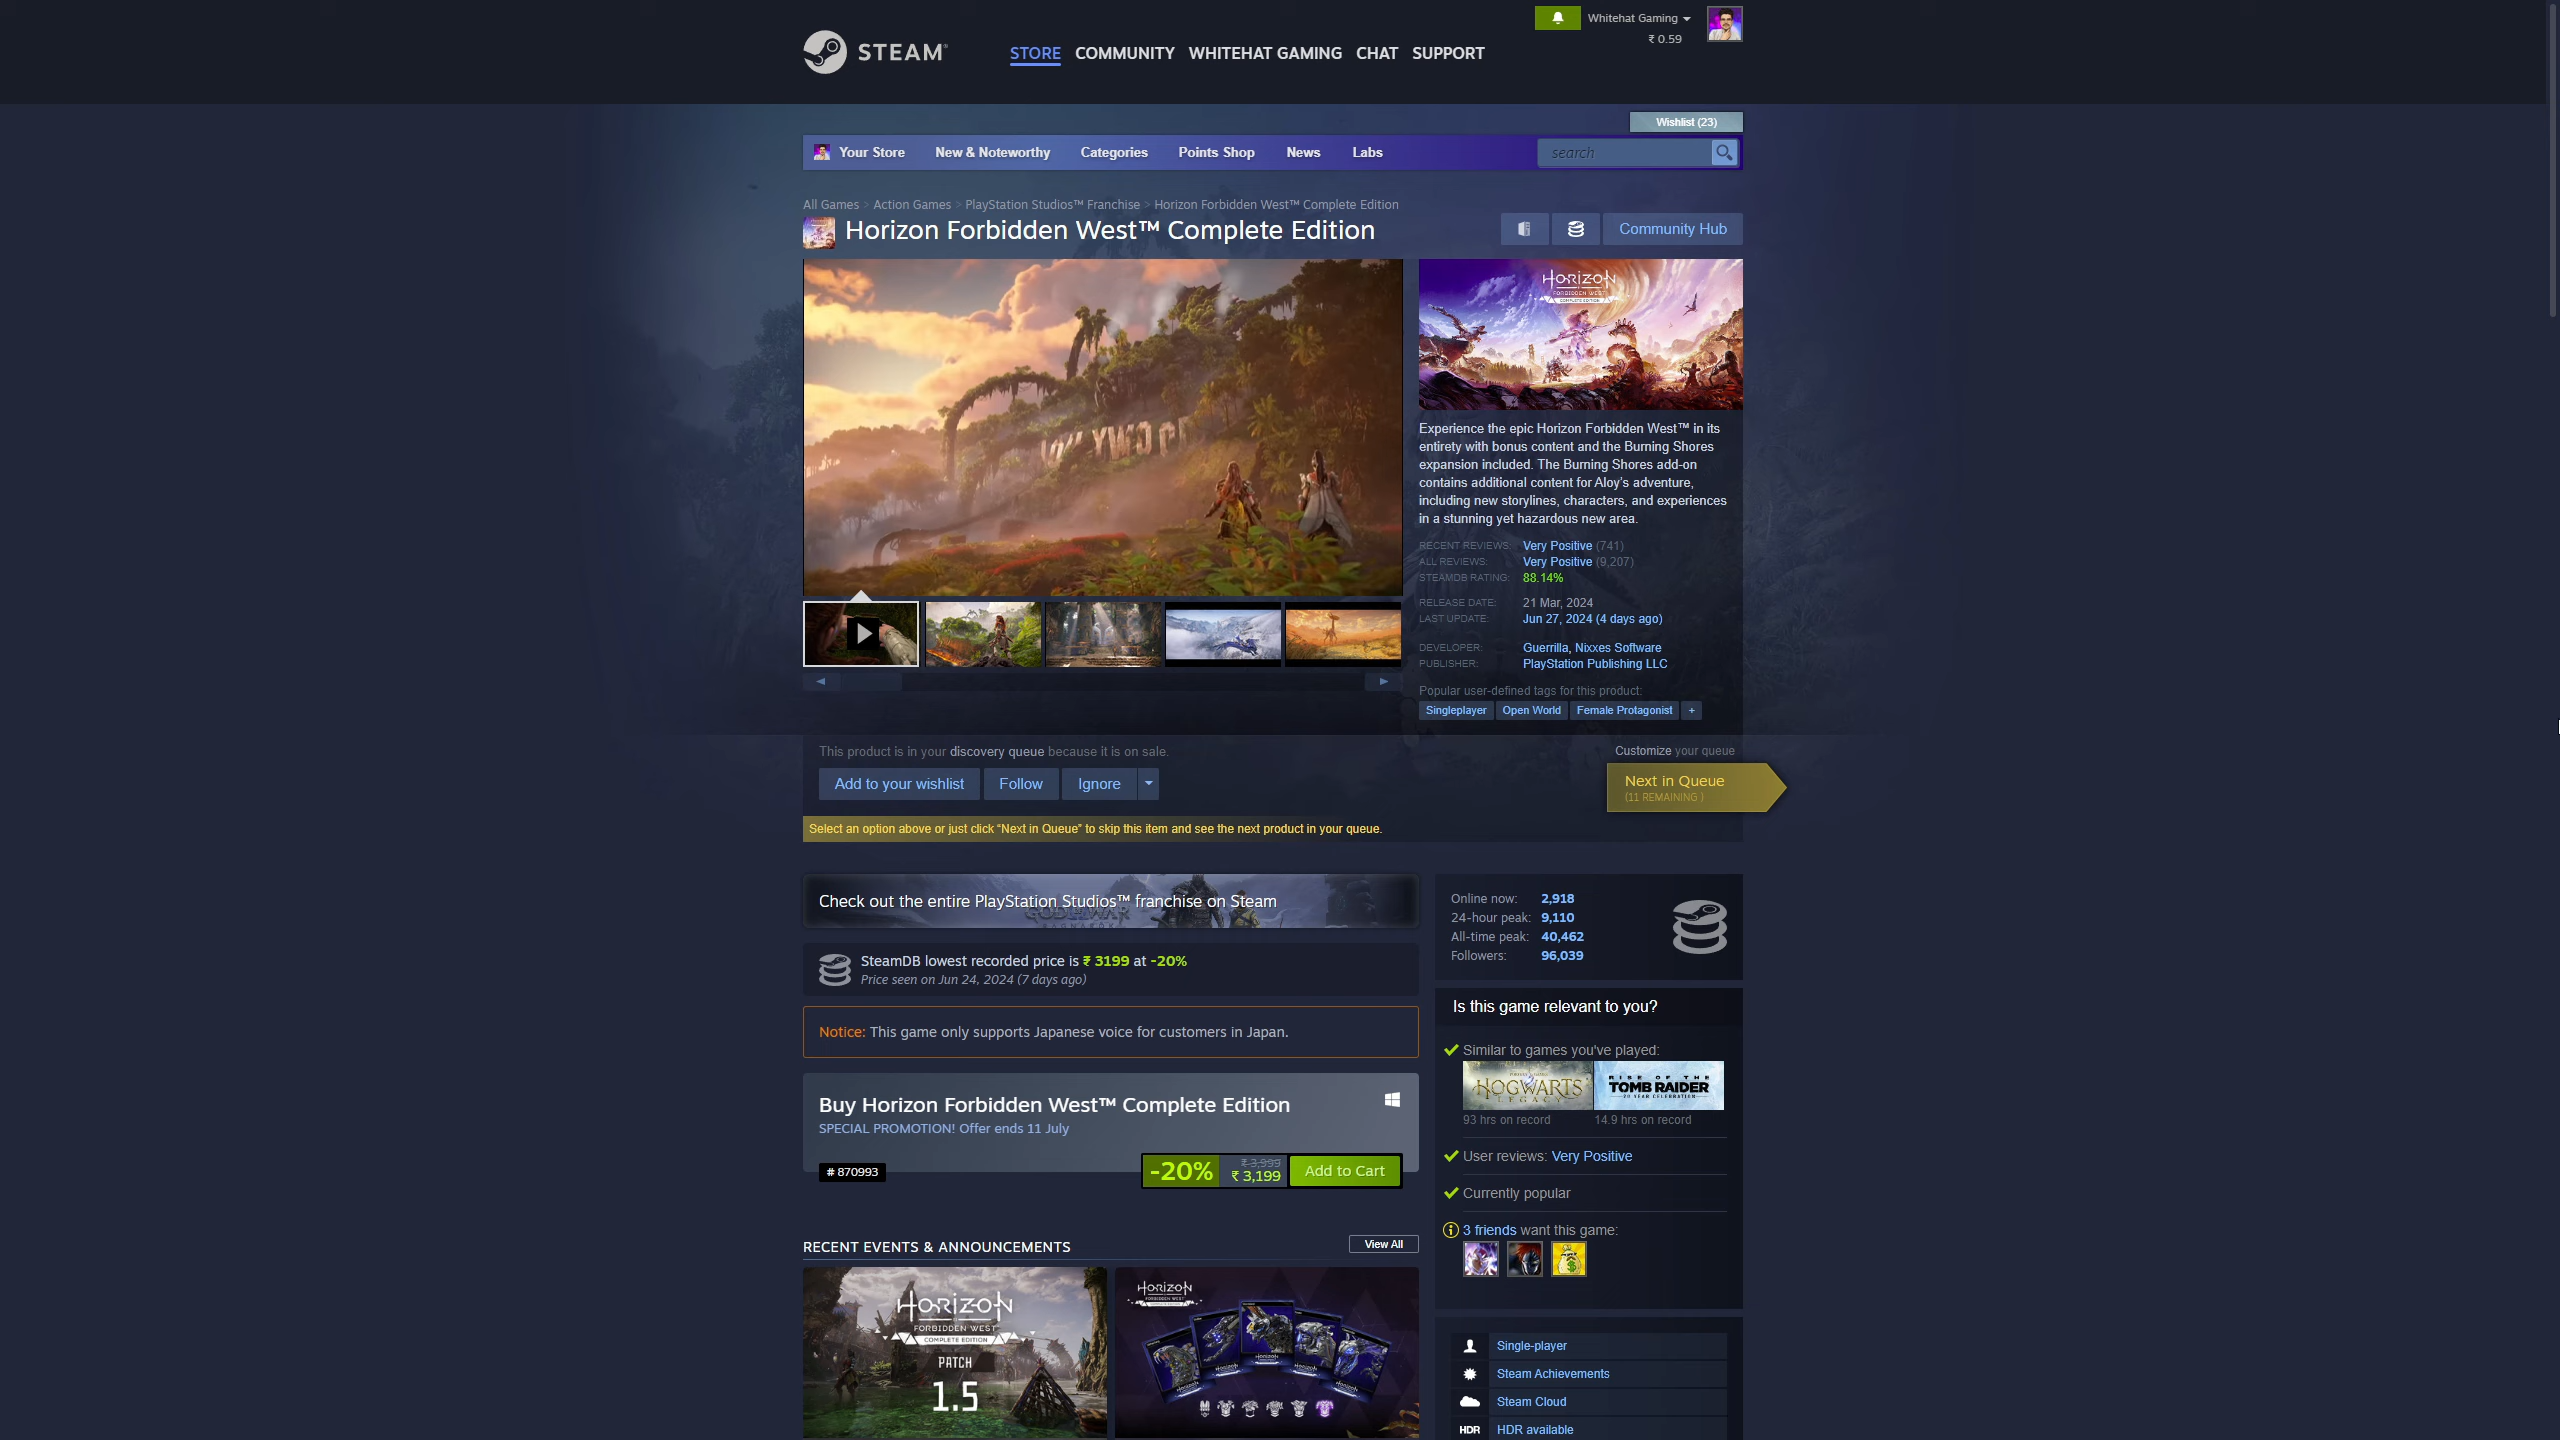 STEAM®
STORE COMMUNITY WHITEHAT GAMING CHAT SUPPORT
Whitehat Gaming
₹ 0.59
Wishlist (23)
Your Store New & Noteworthy Categories Points Shop News Labs
search
All Games > Action Games > PlayStation Studios™ Franchise > Horizon Forbidden West™ Complete Edition
Horizon Forbidden West™ Complete Edition
Community Hub
HORIZON
FORBIDDEN WEST
COMPLETE EDITION
Experience the epic Horizon Forbidden West™ in its
entirety with bonus content and the Burning Shores
expansion included. The Burning Shores add-on
contains additional content for Aloy's adventure,
including new storylines, characters, and experiences
in a stunning yet hazardous new area.
RECENT REVIEWS: Very Positive (741)
ALL REVIEWS: Very Positive (9,207)
STEAMDB RATING: 88.14%
RELEASE DATE: 21 Mar, 2024
LAST UPDATE: Jun 27, 2024 (4 days ago)
DEVELOPER: Guerrilla, Nixxes Software
PUBLISHER: PlayStation Publishing LLC
Popular user-defined tags for this product:
Singleplayer Open World Female Protagonist +
This product is in your discovery queue because it is on sale.
Customize your queue
Add to your wishlist Follow Ignore
Next in Queue
(11 REMAINING )
Select an option above or just click “Next in Queue” to skip this item and see the next product in your queue.
Check out the entire PlayStation Studios™ franchise on Steam
SteamDB lowest recorded price is ₹ 3199 at -20%
Price seen on Jun 24, 2024 (7 days ago)
Notice: This game only supports Japanese voice for customers in Japan.
Buy Horizon Forbidden West™ Complete Edition
SPECIAL PROMOTION! Offer ends 11 July
# 870993
-20% ₹ 3,999 ₹ 3,199 Add to Cart
RECENT EVENTS & ANNOUNCEMENTS
View All
HORIZON
FORBIDDEN WEST
COMPLETE EDITION
PATCH
1.5
HORIZON
Online now: 2,918
24-hour peak: 9,110
All-time peak: 40,462
Followers: 96,039
Is this game relevant to you?
Similar to games you've played:
HOGWARTS
LEGACY
RISE OF THE
TOMB RAIDER
20 YEAR CELEBRATION
93 hrs on record 14.9 hrs on record
User reviews: Very Positive
Currently popular
3 friends want this game:
Single-player
Steam Achievements
Steam Cloud
HDR HDR available